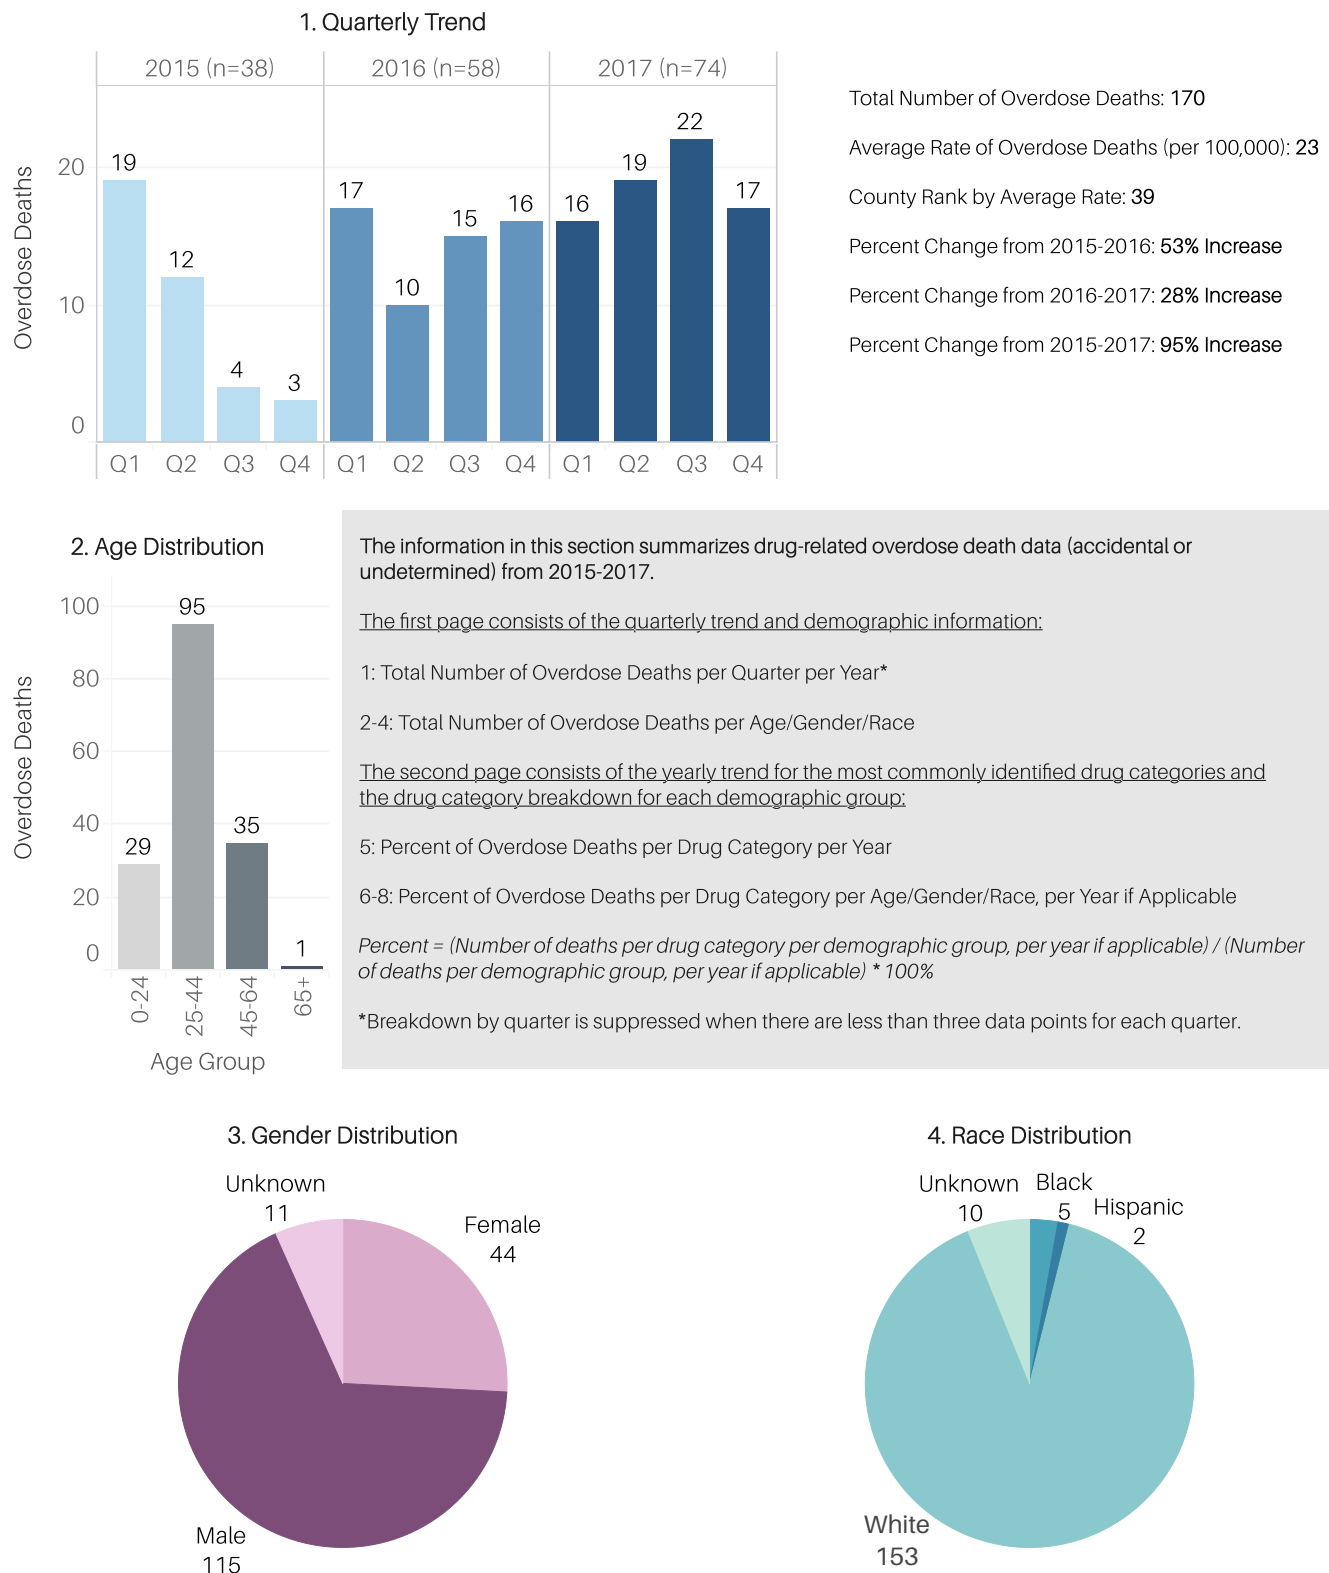 1. Quarterly Trend
2015 (n=38)
2016 (n=58)
2017 (n=74)
Overdose Deaths
20
10
0
19
12
4
3
17
10
15
16
16
19
22
17
Q1
Q2
Q3
Q4
Q1
Q2
Q3
Q4
Q1
Q2
Q3
Q4
Total Number of Overdose Deaths: 170
Average Rate of Overdose Deaths (per 100,000): 23
County Rank by Average Rate: 39
Percent Change from 2015-2016: 53% Increase
Percent Change from 2016-2017: 28% Increase
Percent Change from 2015-2017: 95% Increase
2. Age Distribution
Overdose Deaths
100
80
60
40
20
0
29
95
35
1
0-24
25-44
45-64
65+
Age Group
The information in this section summarizes drug-related overdose death data (accidental or
undetermined) from 2015-2017.
The first page consists of the quarterly trend and demographic information:
1: Total Number of Overdose Deaths per Quarter per Year*
2-4: Total Number of Overdose Deaths per Age/Gender/Race
The second page consists of the yearly trend for the most commonly identified drug categories and
the drug category breakdown for each demographic group:
5: Percent of Overdose Deaths per Drug Category per Year
6-8: Percent of Overdose Deaths per Drug Category per Age/Gender/Race, per Year if Applicable
Percent = (Number of deaths per drug category per demographic group, per year if applicable) / (Number
of deaths per demographic group, per year if applicable) * 100%
*Breakdown by quarter is suppressed when there are less than three data points for each quarter.
3. Gender Distribution
Unknown
11
Female
44
Male
115
4. Race Distribution
Unknown
10
Black
5
Hispanic
2
White
153